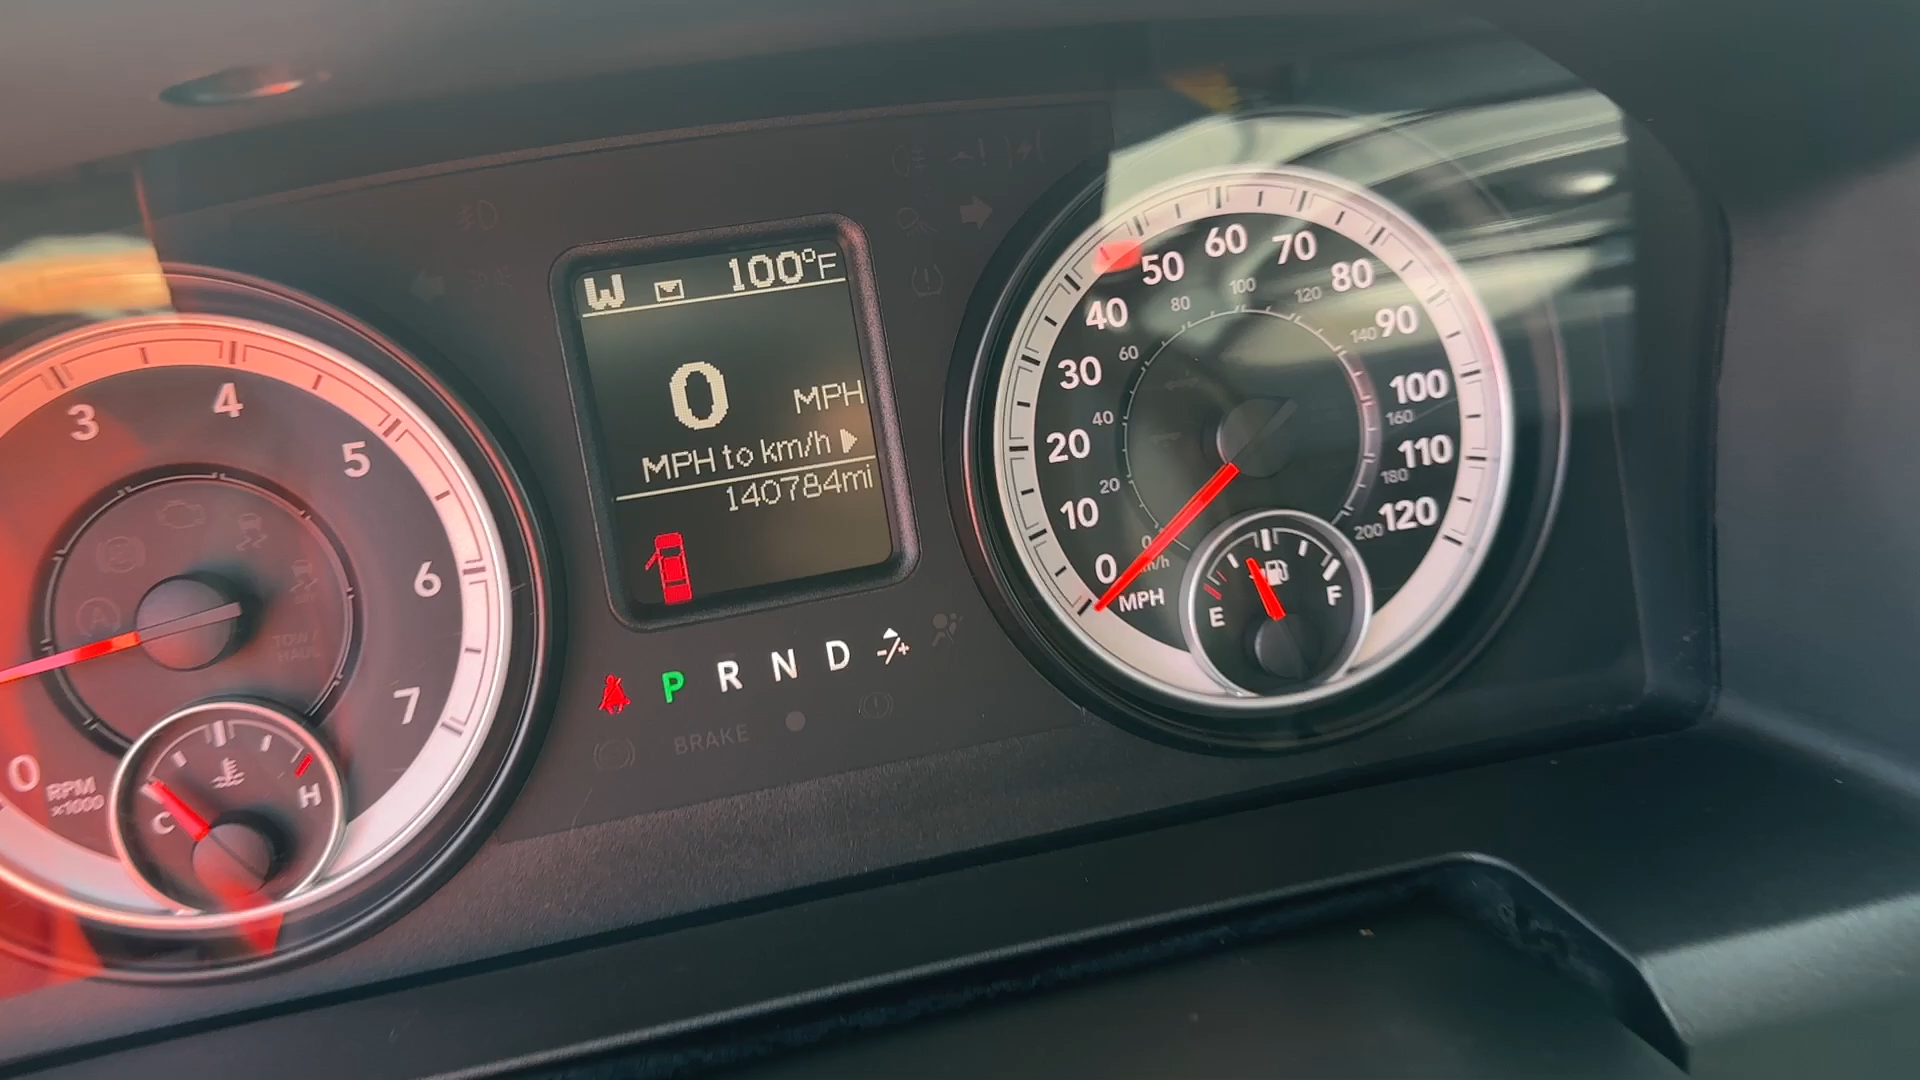 W 100°F
0 MPH
MPH to km/h
140784mi
P R N D -/+
BRAKE
0 3 4 5 6 7
RPM
x1000
TOW/
HAUL
C H
0 10 20 30 40 50 60 70 80 90 100 110 120
MPH
0 20 40 60 80 100 120 140 160 180 200
km/h
E F